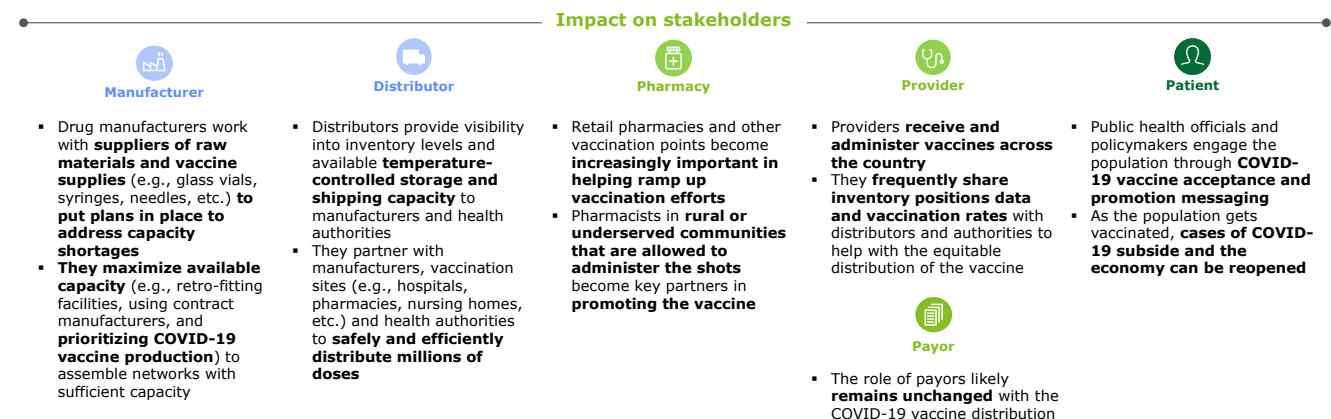 Impact on stakeholders
Manufacturer
▪ Drug manufacturers work
with suppliers of raw
materials and vaccine
supplies (e.g., glass vials,
syringes, needles, etc.) to
put plans in place to
address capacity
shortages
▪ They maximize available
capacity (e.g., retro-fitting
facilities, using contract
manufacturers, and
prioritizing COVID-19
vaccine production) to
assemble networks with
sufficient capacity
Distributor
▪ Distributors provide visibility
into inventory levels and
available temperature-
controlled storage and
shipping capacity to
manufacturers and health
authorities
▪ They partner with
manufacturers, vaccination
sites (e.g., hospitals,
pharmacies, nursing homes,
etc.) and health authorities
to safely and efficiently
distribute millions of
doses
Pharmacy
▪ Retail pharmacies and other
vaccination points become
increasingly important in
helping ramp up
vaccination efforts
▪ Pharmacists in rural or
underserved communities
that are allowed to
administer the shots
become key partners in
promoting the vaccine
Provider
▪ Providers receive and
administer vaccines across
the country
▪ They frequently share
inventory positions data
and vaccination rates with
distributors and authorities to
help with the equitable
distribution of the vaccine
Payor
▪ The role of payors likely
remains unchanged with the
COVID-19 vaccine distribution
Patient
▪ Public health officials and
policymakers engage the
population through COVID-
19 vaccine acceptance and
promotion messaging
▪ As the population gets
vaccinated, cases of COVID-
19 subside and the
economy can be reopened